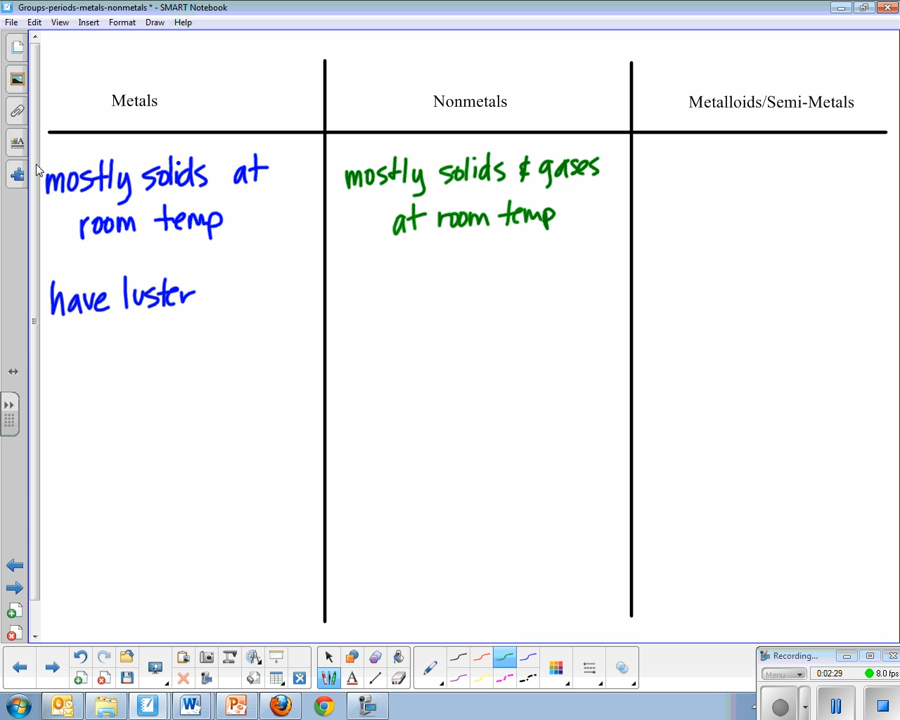 Groups-periods-metals-nonmetals * - SMART Notebook
File Edit View Insert Format Draw Help
Metals
Nonmetals
Metalloids/Semi-Metals
mostly solids at
room temp
have luster
mostly solids & gases
at room temp
Recording...
Menu
0:02:29
8.0 fps